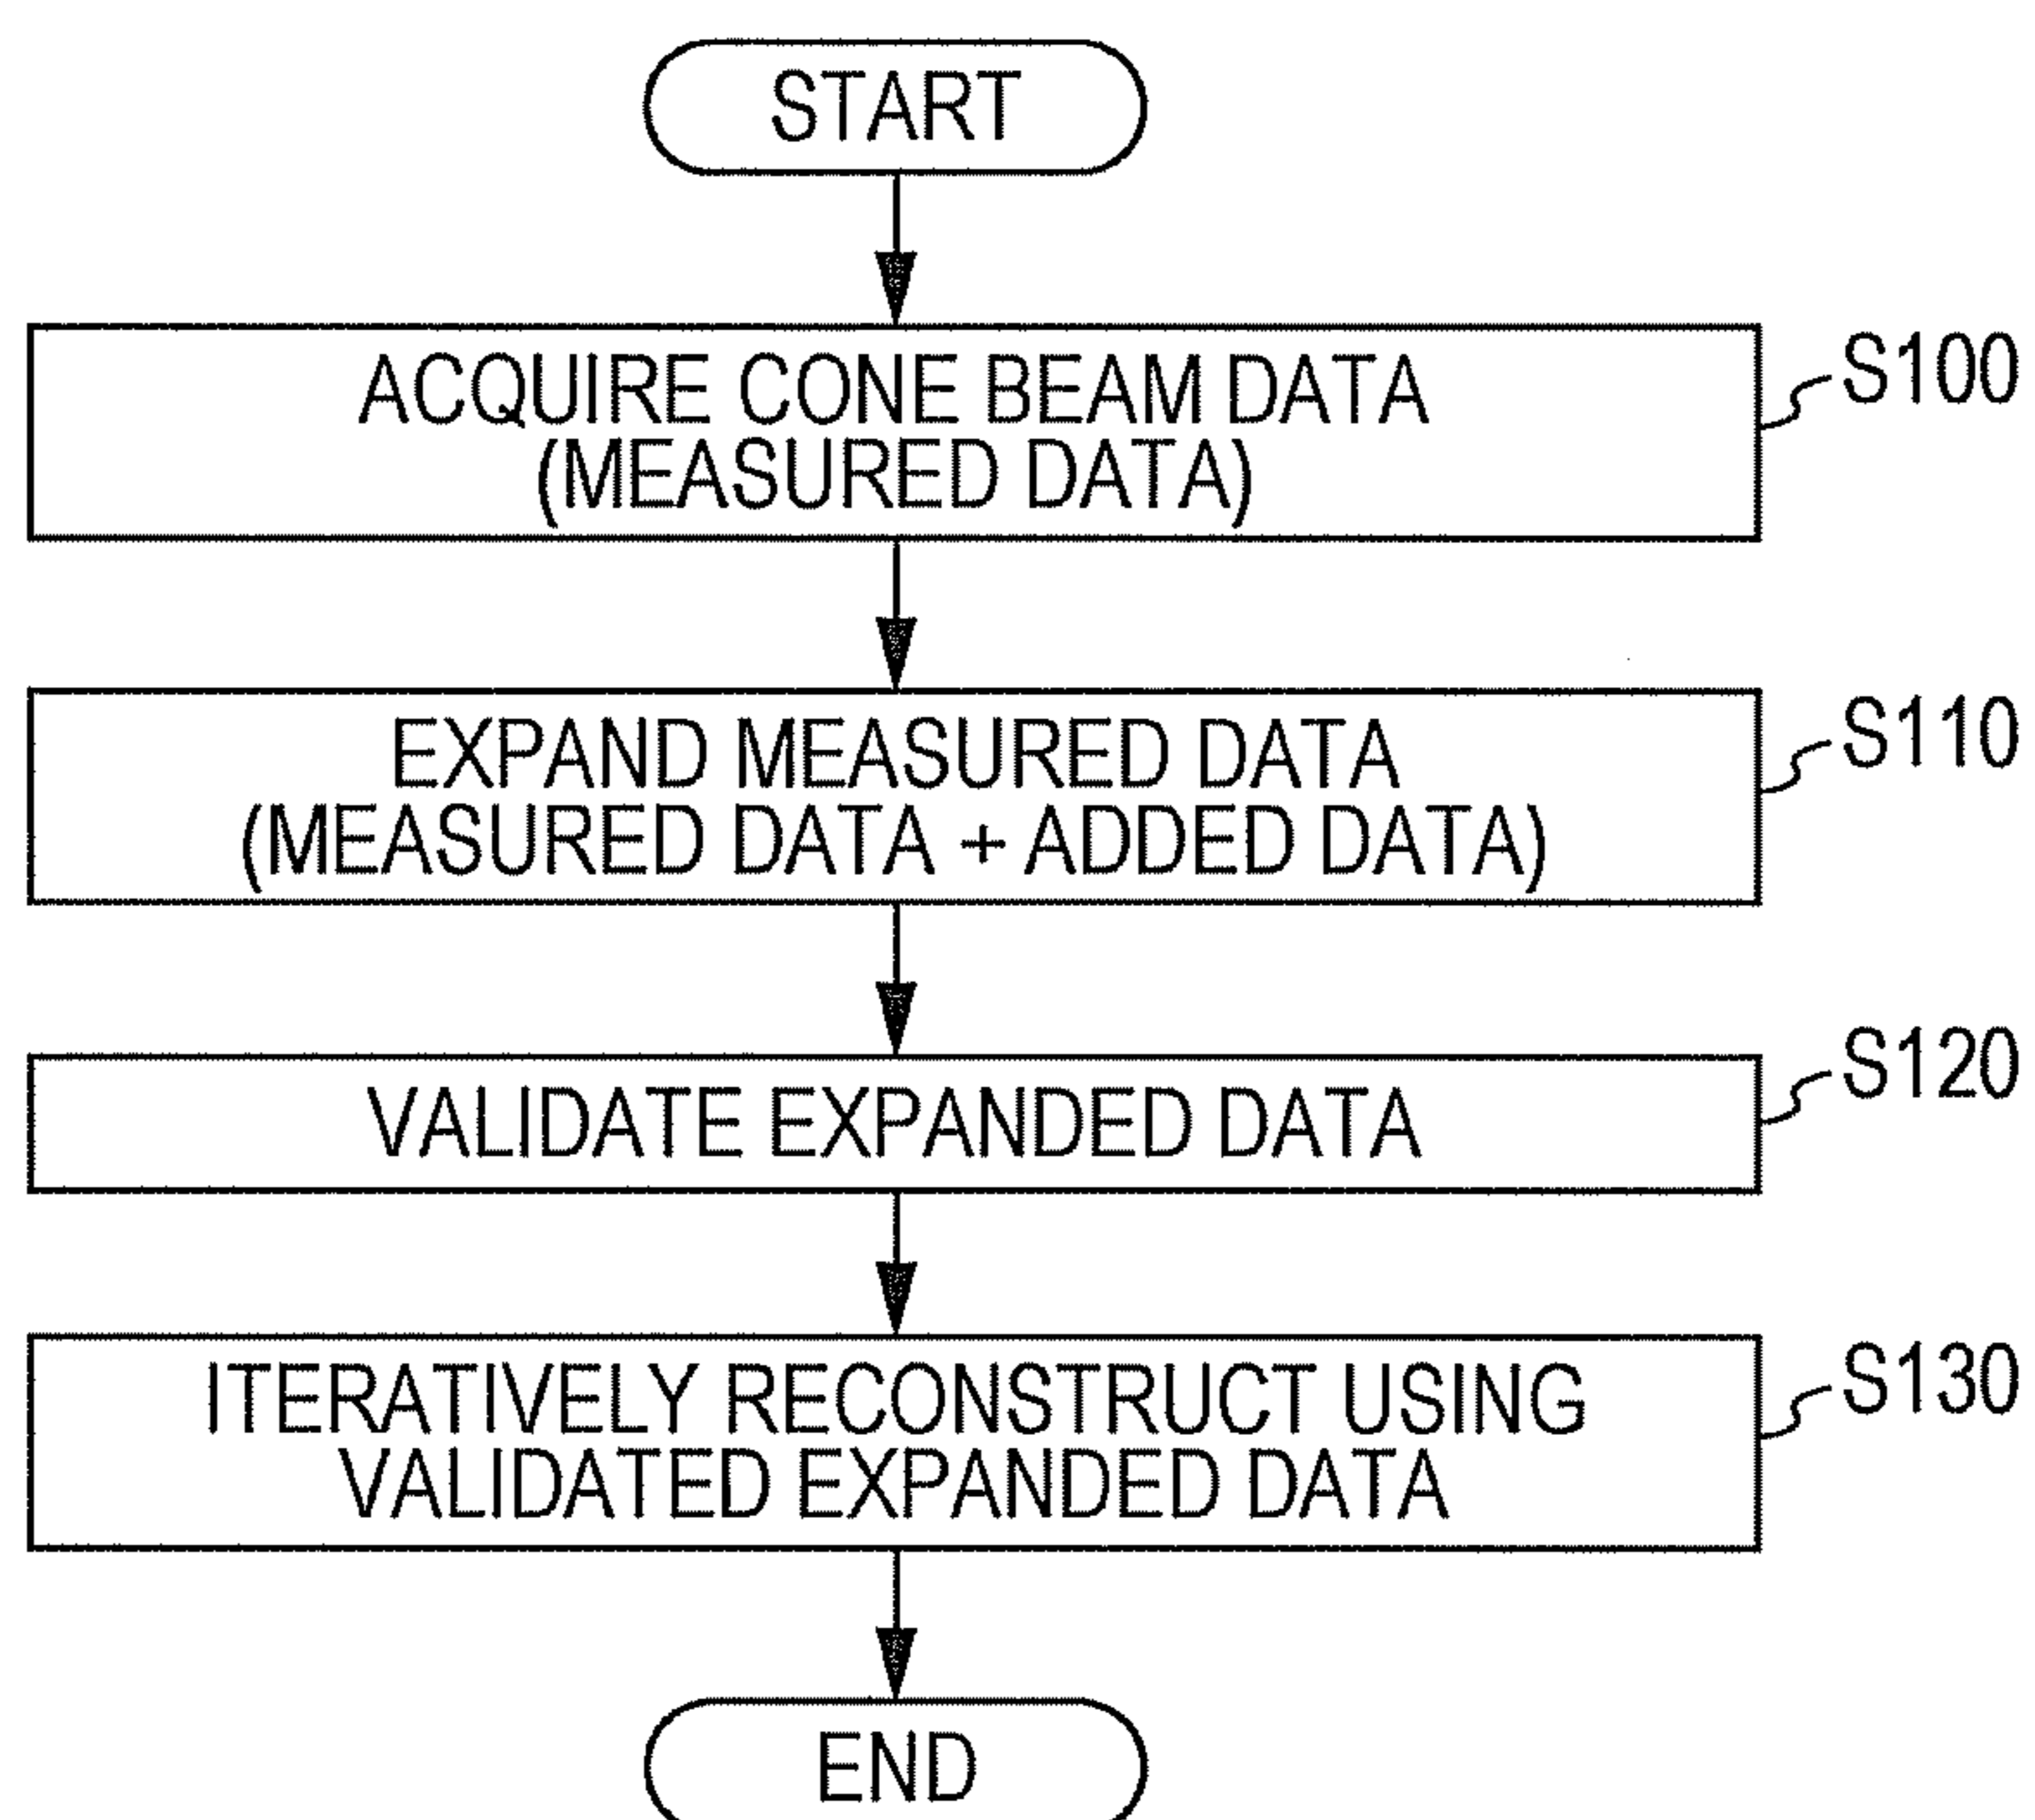 START
ACQUIRE CONE BEAM DATA
(MEASURED DATA)
S100
EXPAND MEASURED DATA
(MEASURED DATA + ADDED DATA)
S110
VALIDATE EXPANDED DATA
S120
ITERATIVELY RECONSTRUCT USING
VALIDATED EXPANDED DATA
S130
END